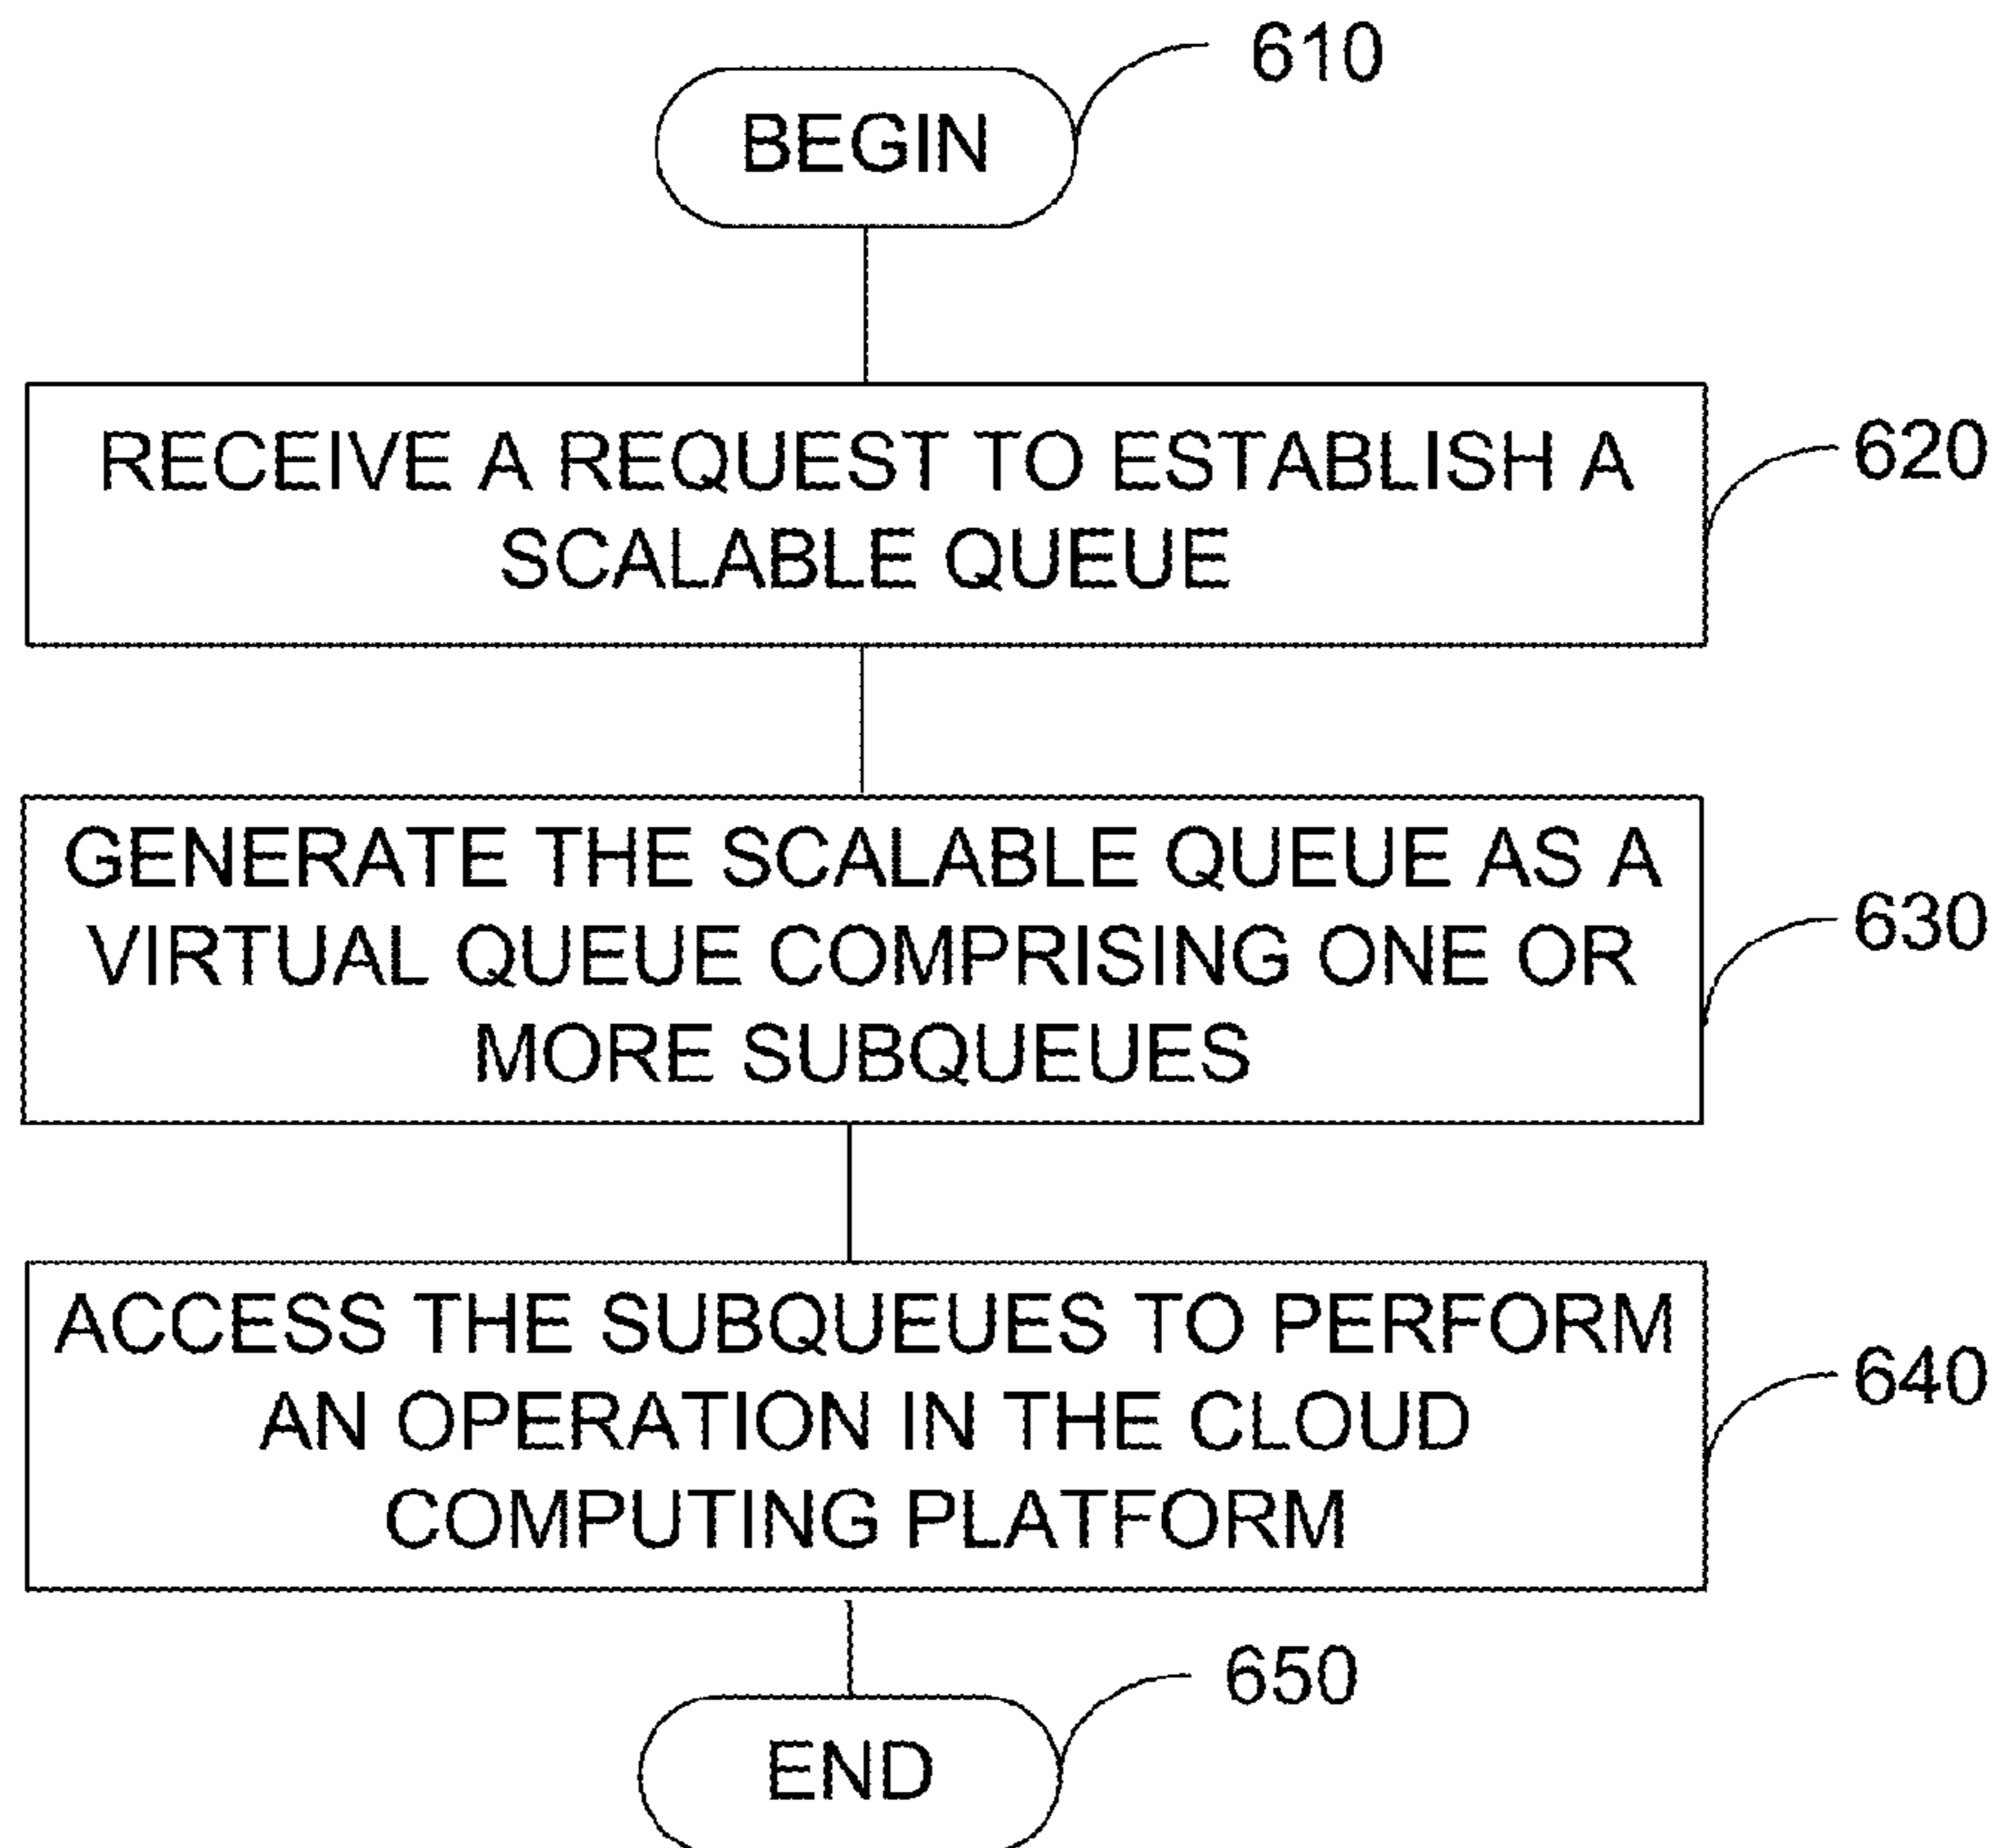 610
BEGIN
RECEIVE A REQUEST TO ESTABLISH A
SCALABLE QUEUE
620
GENERATE THE SCALABLE QUEUE AS A
VIRTUAL QUEUE COMPRISING ONE OR
MORE SUBQUEUES
630
ACCESS THE SUBQUEUES TO PERFORM
AN OPERATION IN THE CLOUD
COMPUTING PLATFORM
640
650
END